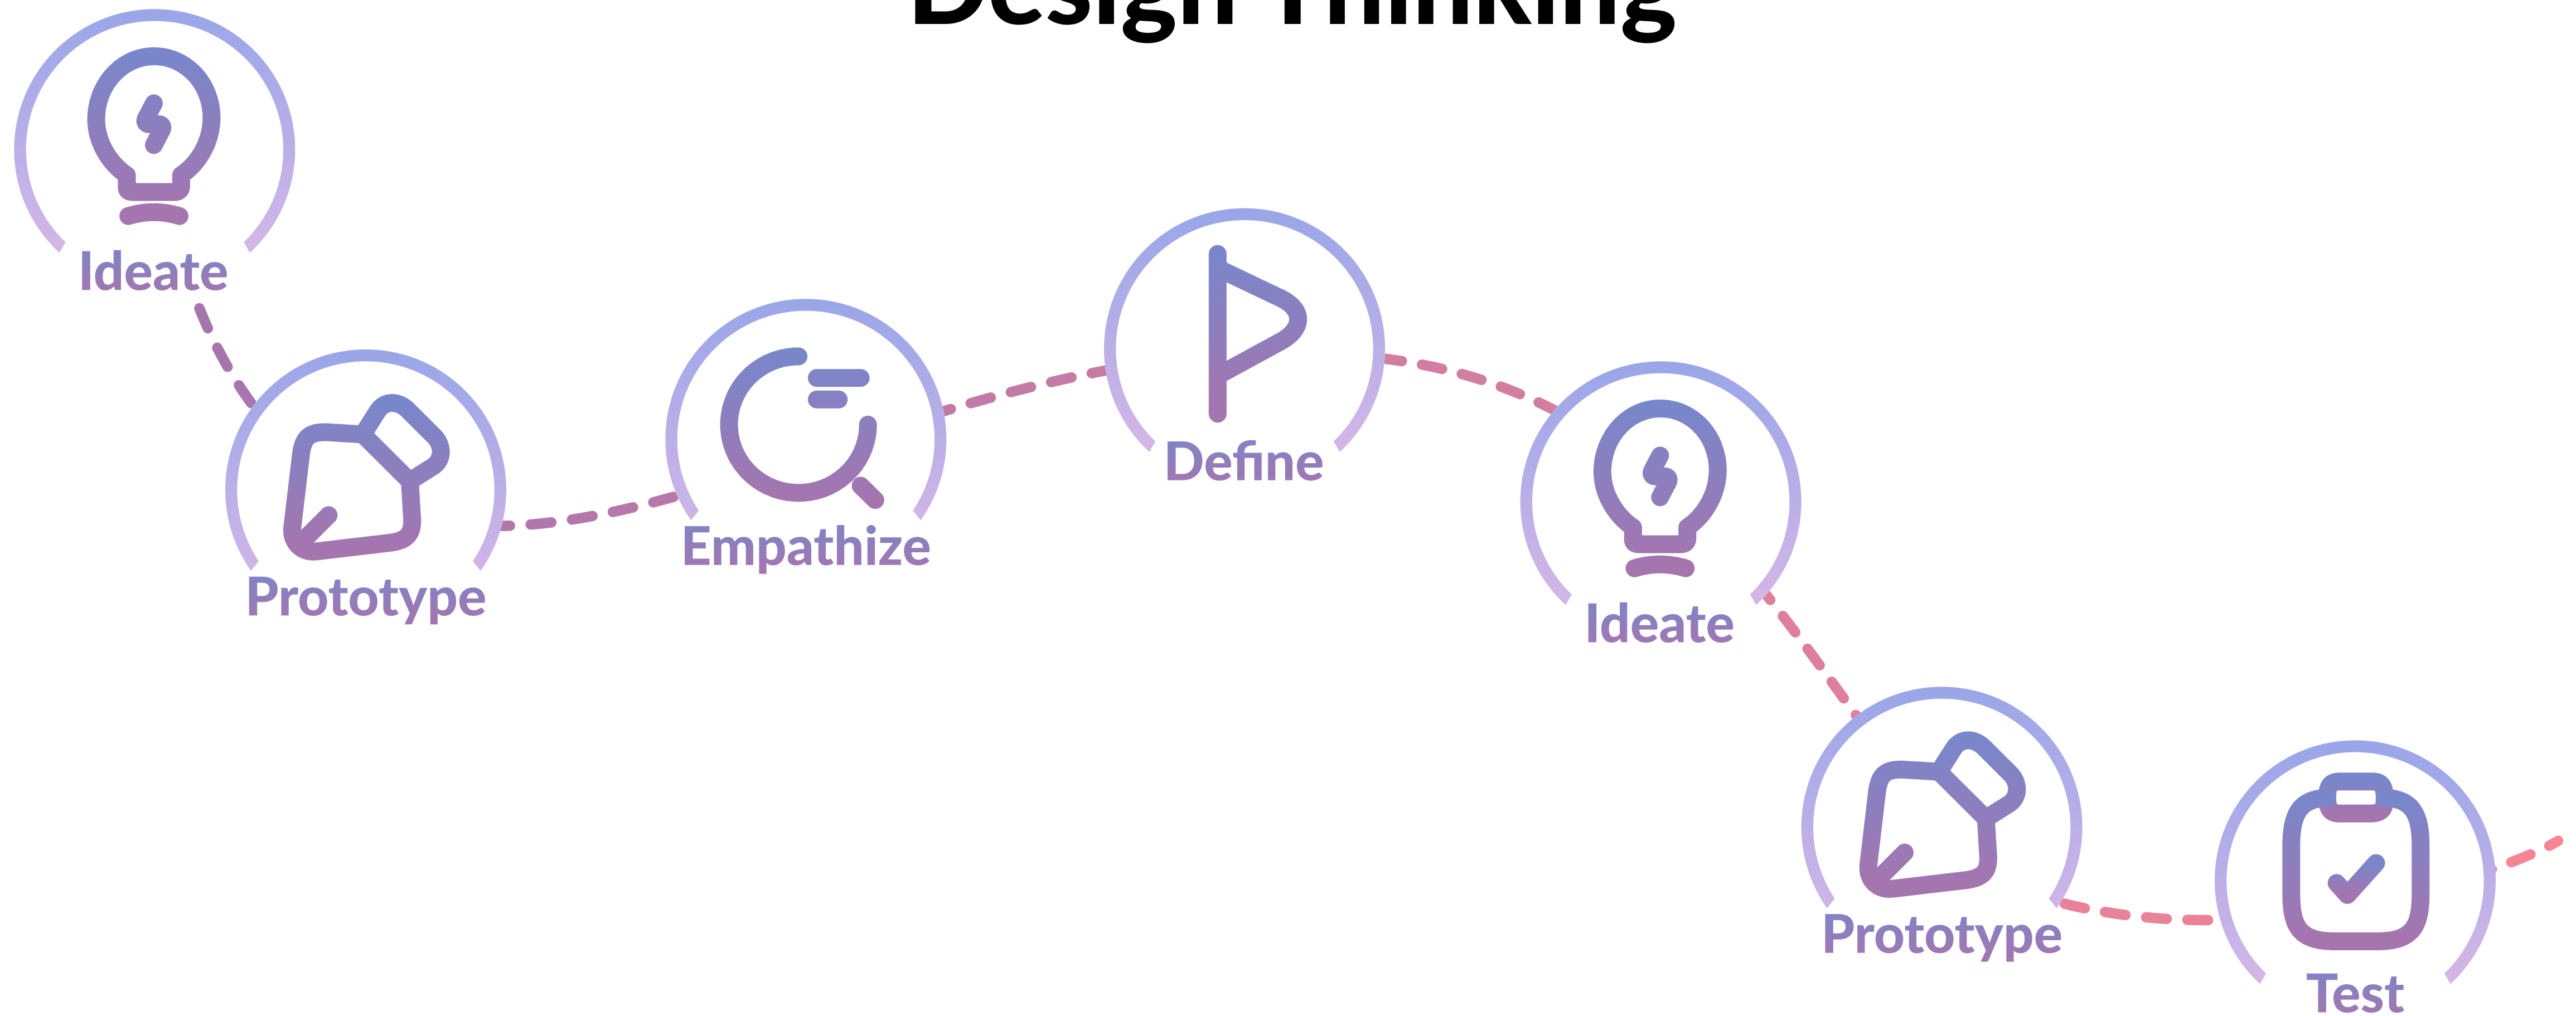 Design Thinking
Ideate
Prototype
Empathize
Define
Ideate
Prototype
Test